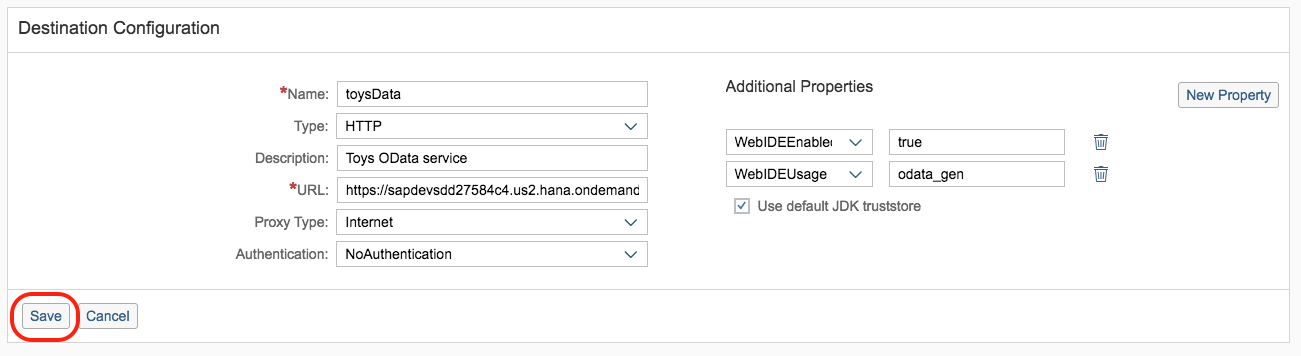 Destination Configuration
*Name: toysData
Type: HTTP
Description: Toys OData service
*URL: https://sapdevsdd27584c4.us2.hana.ondemand
Proxy Type: Internet
Authentication: NoAuthentication
Additional Properties
New Property
WebIDEEnabled true
WebIDEUsage odata_gen
Use default JDK truststore
Save Cancel